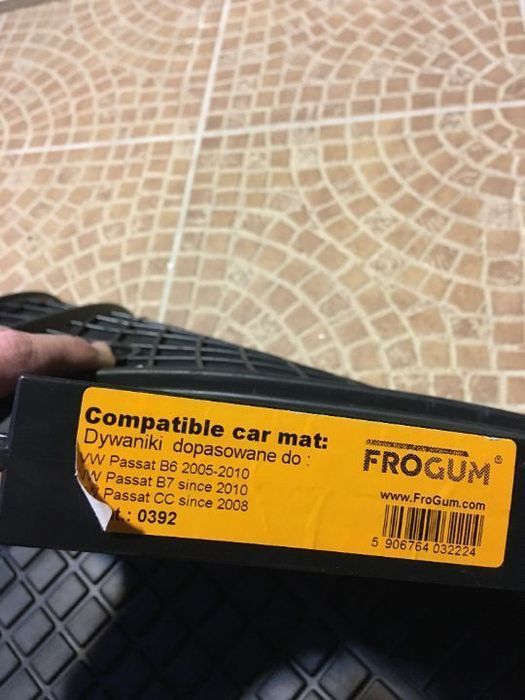 Compatible car mat:
Dywaniki dopasowane do :
VW Passat B6 2005-2010
VW Passat B7 since 2010
Passat CC since 2008
0392
FROGUM®
www.FroGum.com
5 906764 032224